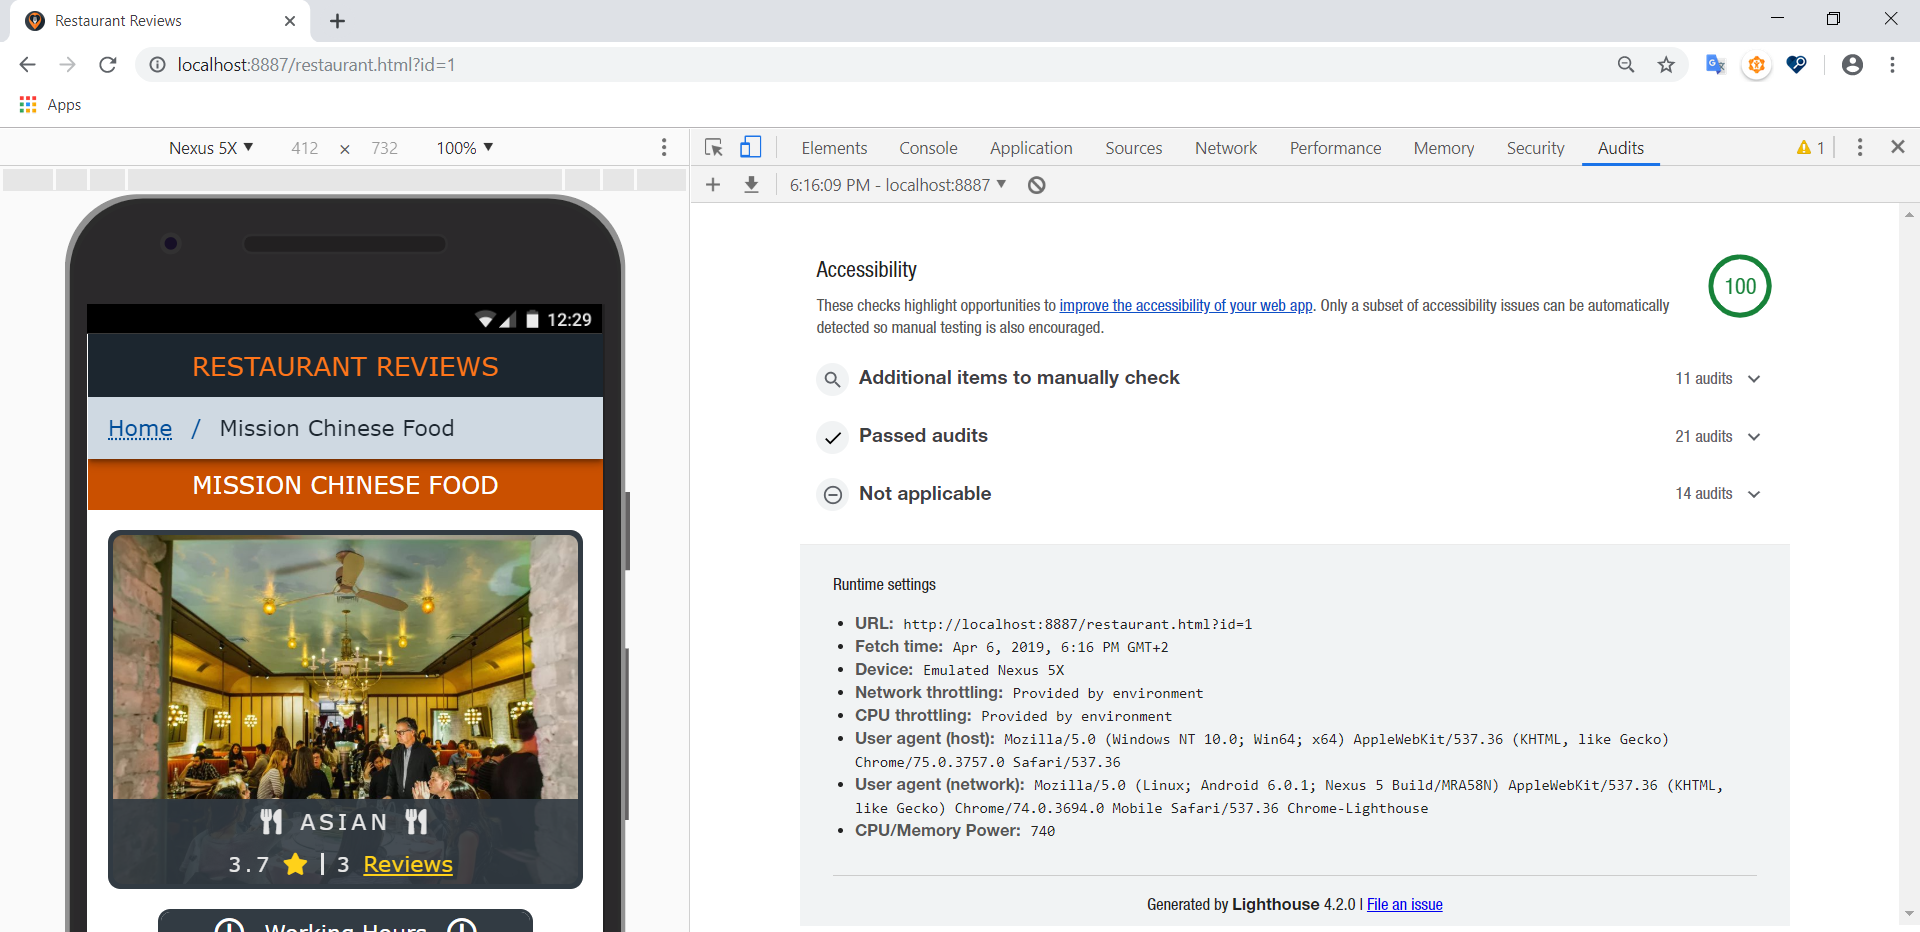 Restaurant Reviews
localhost:8887/restaurant.html?id=1
Apps
Nexus 5X ▼ 412 × 732 100% ▼
Elements Console Application Sources Network Performance Memory Security Audits 1
6:16:09 PM - localhost:8887 ▼
12:29
RESTAURANT REVIEWS
Home / Mission Chinese Food
MISSION CHINESE FOOD
ASIAN
3.7 | 3 Reviews
Working Hours
Accessibility
100
These checks highlight opportunities to improve the accessibility of your web app. Only a subset of accessibility issues can be automatically
detected so manual testing is also encouraged.
Additional items to manually check 11 audits
Passed audits 21 audits
Not applicable 14 audits
Runtime settings
• URL: http://localhost:8887/restaurant.html?id=1
• Fetch time: Apr 6, 2019, 6:16 PM GMT+2
• Device: Emulated Nexus 5X
• Network throttling: Provided by environment
• CPU throttling: Provided by environment
• User agent (host): Mozilla/5.0 (Windows NT 10.0; Win64; x64) AppleWebKit/537.36 (KHTML, like Gecko)
Chrome/75.0.3757.0 Safari/537.36
• User agent (network): Mozilla/5.0 (Linux; Android 6.0.1; Nexus 5 Build/MRA58N) AppleWebKit/537.36 (KHTML,
like Gecko) Chrome/74.0.3694.0 Mobile Safari/537.36 Chrome-Lighthouse
• CPU/Memory Power: 740
Generated by Lighthouse 4.2.0 | File an issue